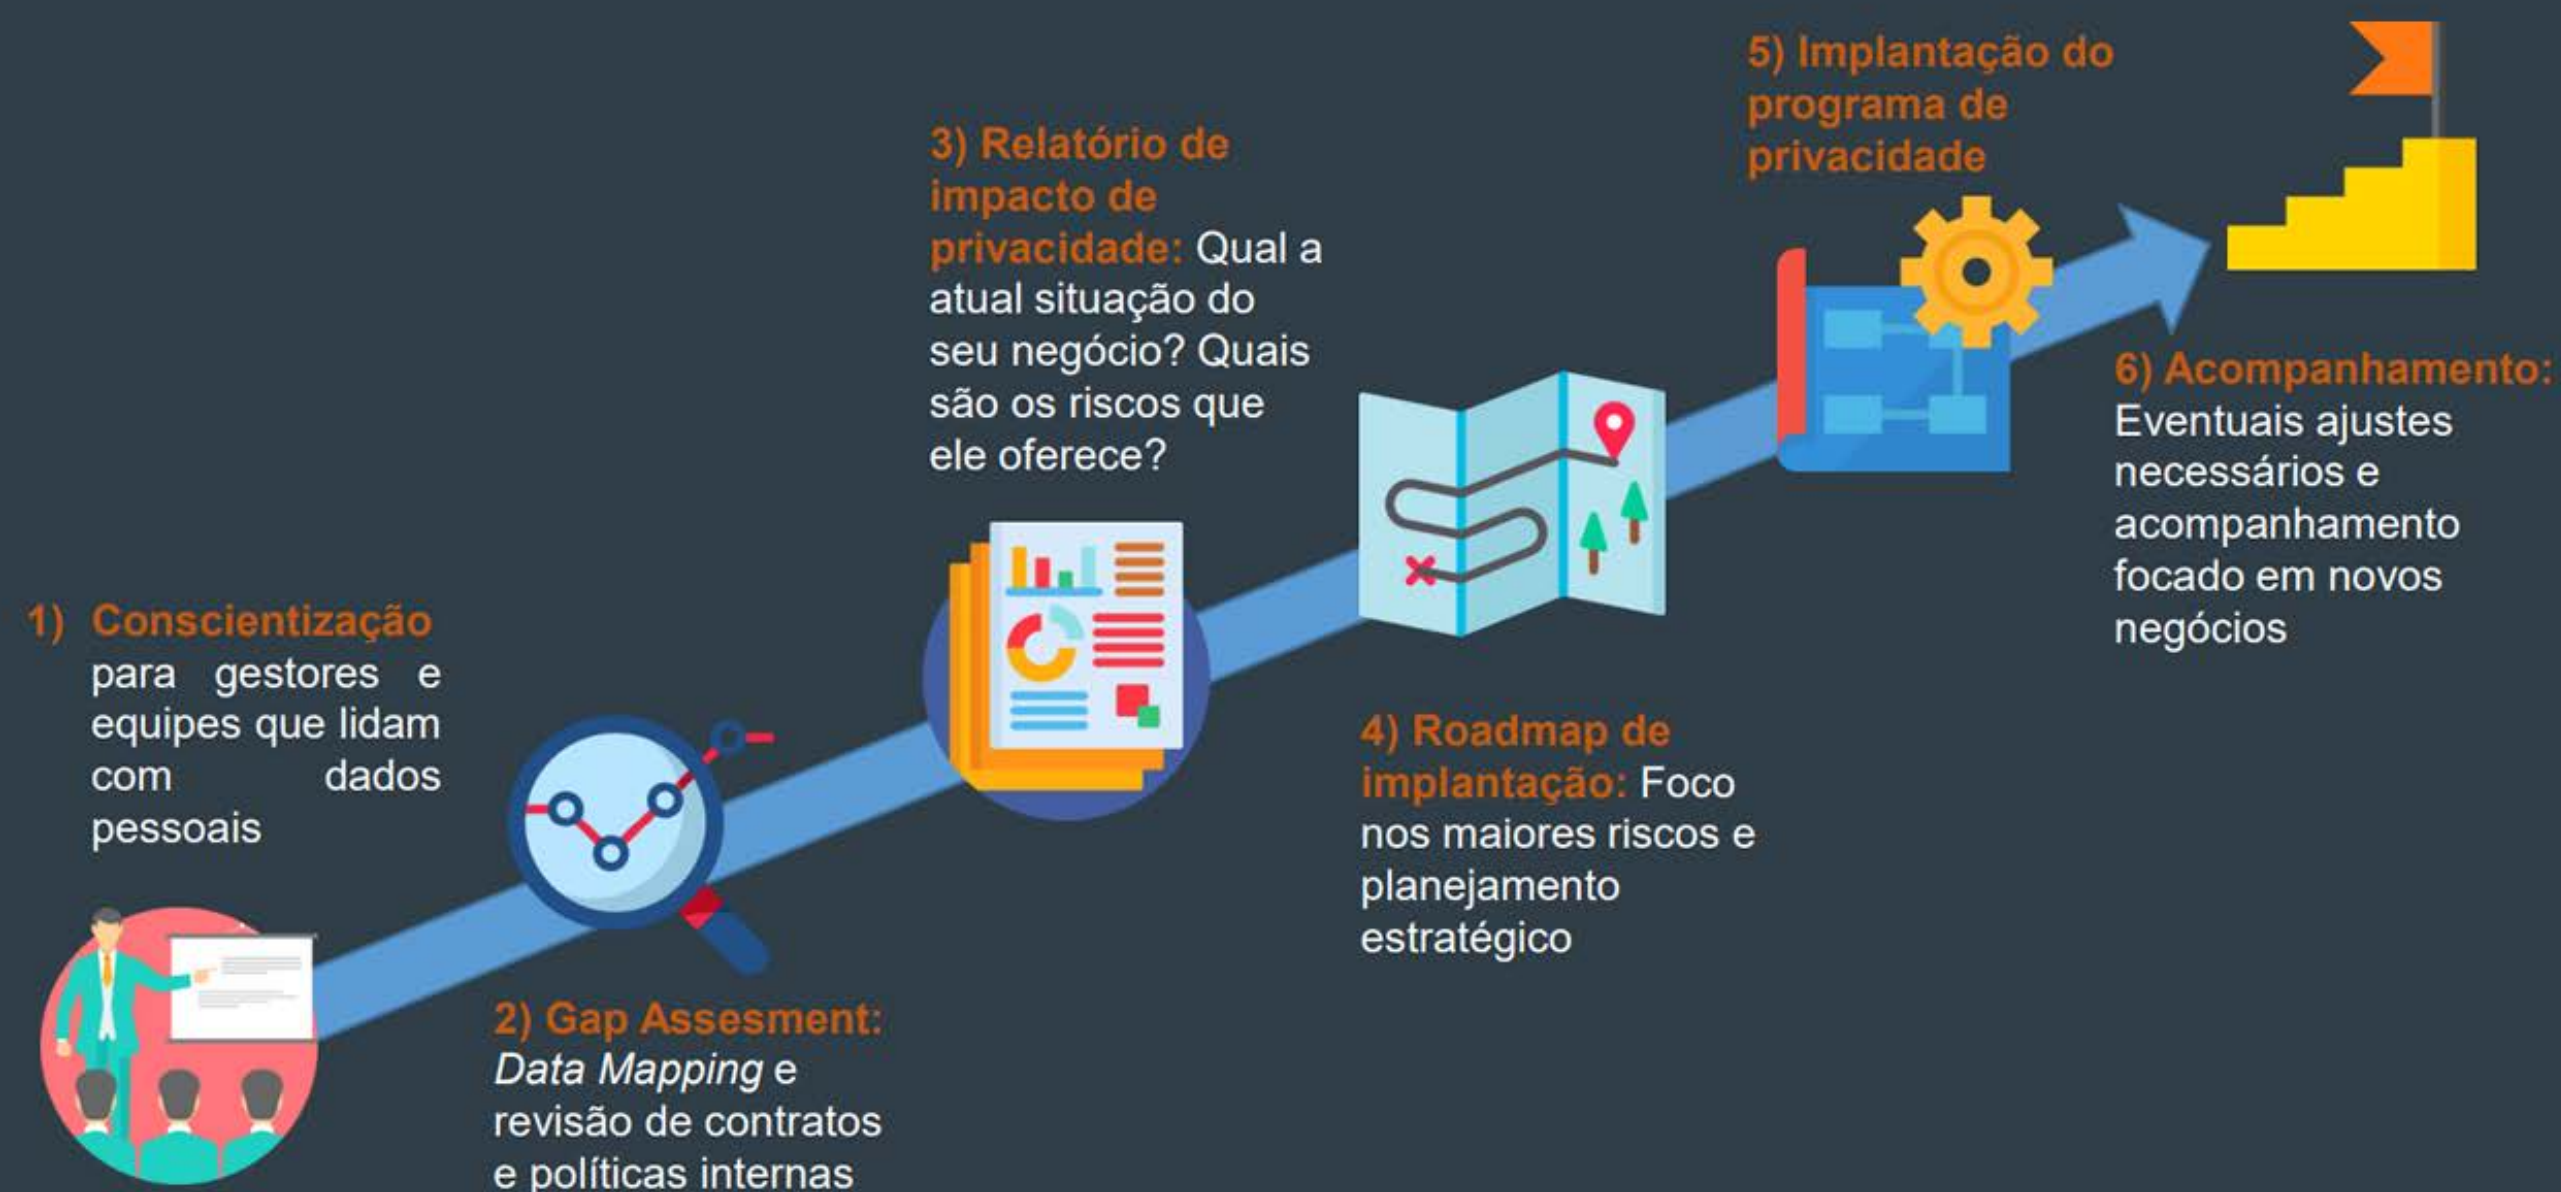 1) Conscientização
para gestores e
equipes que lidam
com dados
pessoais
2) Gap Assesment:
Data Mapping e
revisão de contratos
e políticas internas
3) Relatório de
impacto de
privacidade: Qual a
atual situação do
seu negócio? Quais
são os riscos que
ele oferece?
4) Roadmap de
implantação: Foco
nos maiores riscos e
planejamento
estratégico
5) Implantação do
programa de
privacidade
6) Acompanhamento:
Eventuais ajustes
necessários e
acompanhamento
focado em novos
negócios